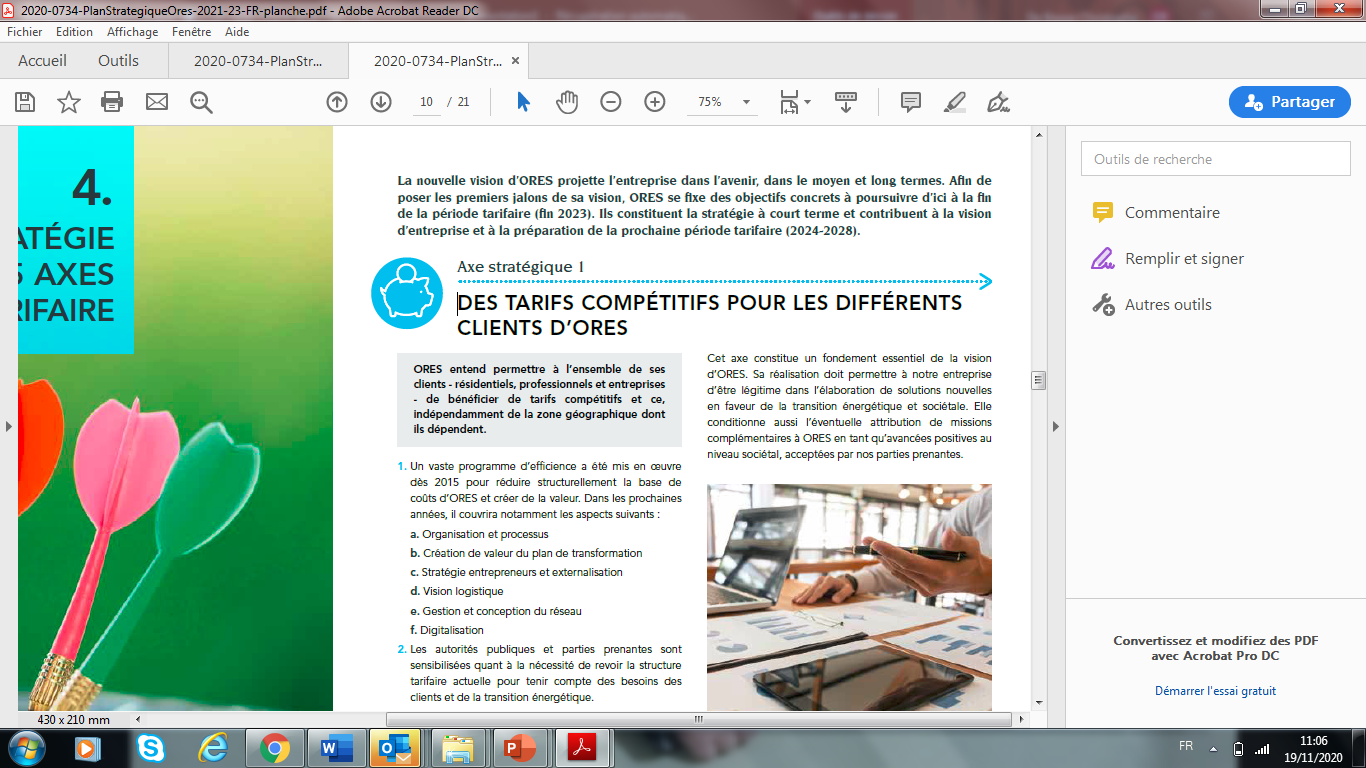 2020-0734-PlanStrategiqueOres-2021-23-FR-planche.pdf - Adobe Acrobat Reader DC
Fichier Edition Affichage Fenêtre Aide
Accueil Outils 2020-0734-PlanStr... 2020-0734-PlanStr... ×
10 / 21 75% Partager
4.
ATÉGIE
5 AXES
RIFAIRE
La nouvelle vision d'ORES projette l'entreprise dans l'avenir, dans le moyen et long termes. Afin de
poser les premiers jalons de sa vision, ORES se fixe des objectifs concrets à poursuivre d'ici à la fin
de la période tarifaire (fin 2023). Ils constituent la stratégie à court terme et contribuent à la vision
d'entreprise et à la préparation de la prochaine période tarifaire (2024-2028).
Axe stratégique 1
DES TARIFS COMPÉTITIFS POUR LES DIFFÉRENTS
CLIENTS D'ORES
ORES entend permettre à l'ensemble de ses
clients - résidentiels, professionnels et entreprises
- de bénéficier de tarifs compétitifs et ce,
indépendamment de la zone géographique dont
ils dépendent.
1. Un vaste programme d'efficience a été mis en œuvre
dès 2015 pour réduire structurellement la base de
coûts d'ORES et créer de la valeur. Dans les prochaines
années, il couvrira notamment les aspects suivants :
a. Organisation et processus
b. Création de valeur du plan de transformation
c. Stratégie entrepreneurs et externalisation
d. Vision logistique
e. Gestion et conception du réseau
f. Digitalisation
2. Les autorités publiques et parties prenantes sont
sensibilisées quant à la nécessité de revoir la structure
tarifaire actuelle pour tenir compte des besoins des
clients et de la transition énergétique.
Cet axe constitue un fondement essentiel de la vision
d'ORES. Sa réalisation doit permettre à notre entreprise
d'être légitime dans l'élaboration de solutions nouvelles
en faveur de la transition énergétique et sociétale. Elle
conditionne aussi l'éventuelle attribution de missions
complémentaires à ORES en tant qu'avancées positives au
niveau sociétal, acceptées par nos parties prenantes.
Outils de recherche
Commentaire
Remplir et signer
Autres outils
Convertissez et modifiez des PDF
avec Acrobat Pro DC
Démarrer l'essai gratuit
430 x 210 mm
FR
11:06
19/11/2020